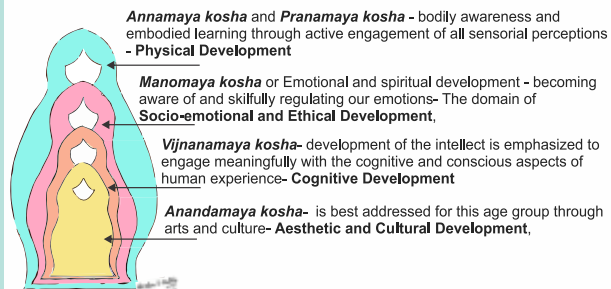 Annamaya kosha and Pranamaya kosha - bodily awareness and
embodied learning through active engagement of all sensorial perceptions
- Physical Development
Manomaya kosha or Emotional and spiritual development - becoming
aware of and skilfully regulating our emotions- The domain of
Socio-emotional and Ethical Development,
Vijnanamaya kosha- development of the intellect is emphasized to
engage meaningfully with the cognitive and conscious aspects of
human experience- Cognitive Development
Anandamaya kosha- is best addressed for this age group through
arts and culture- Aesthetic and Cultural Development,